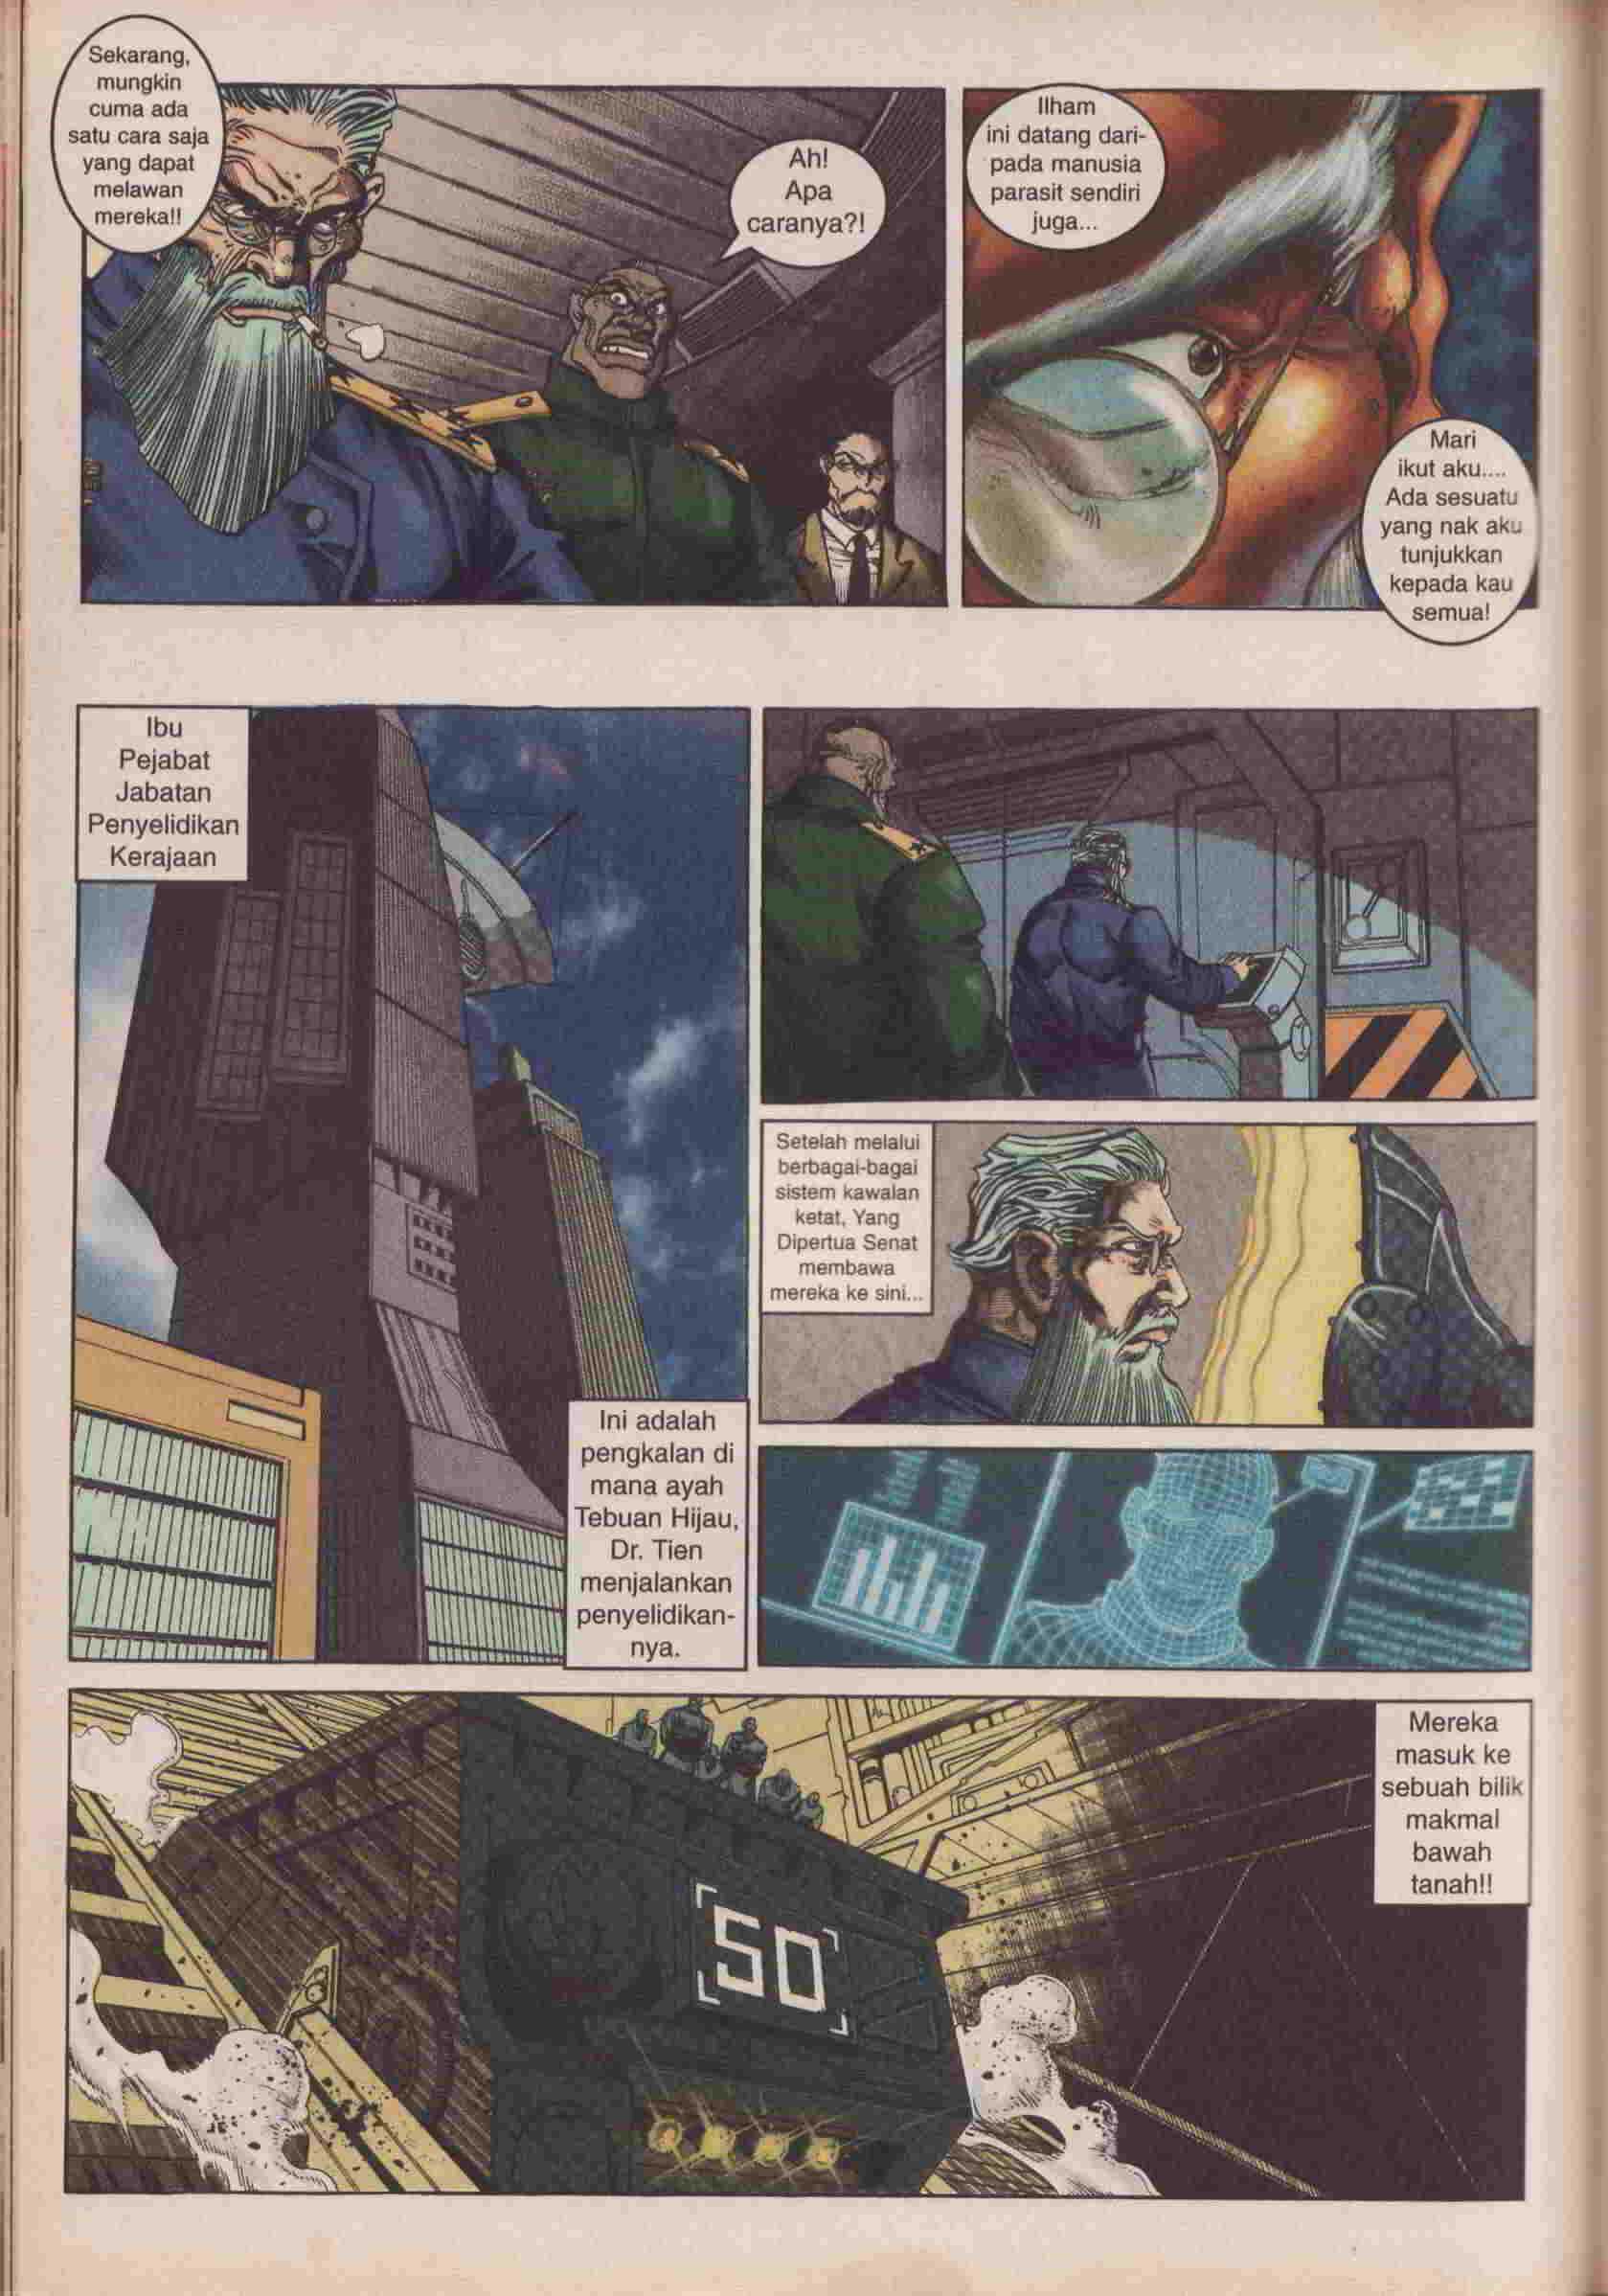 Sekarang,
mungkin
cuma ada
satu cara saja
yang dapat
melawan
mereka!!
Ah!
Apa
caranya?!
Ilham
ini datang dari-
pada manusia
parasit sendiri
juga...
Mari
ikut aku....
Ada sesuatu
yang nak aku
tunjukkan
kepada kau
semua!
Ibu
Pejabat
Jabatan
Penyelidikan
Kerajaan
Ini adalah
pengkalan di
mana ayah
Tebuan Hijau,
Dr. Tien
menjalankan
penyelidikan-
nya.
Setelah melalui
berbagai-bagai
sistem kawalan
ketat, Yang
Dipertua Senat
membawa
mereka ke sini...
Mereka
masuk ke
sebuah bilik
makmal
bawah
tanah!!
50